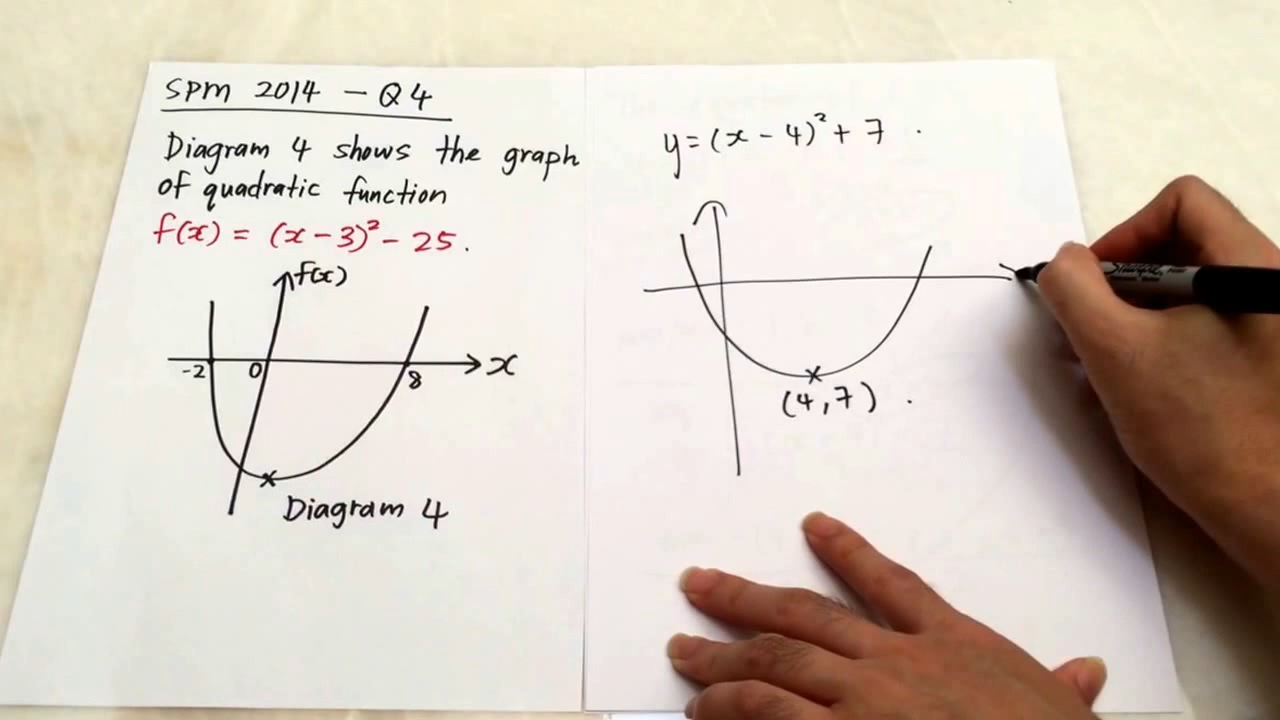 SPM 2014 - Q4
Diagram 4 shows the graph
of quadratic function
f(x) = (x-3)² - 25.
f(x)
-2 0 8 x
Diagram 4
y = (x - 4)² + 7 .
(4,7) .
Sharpie